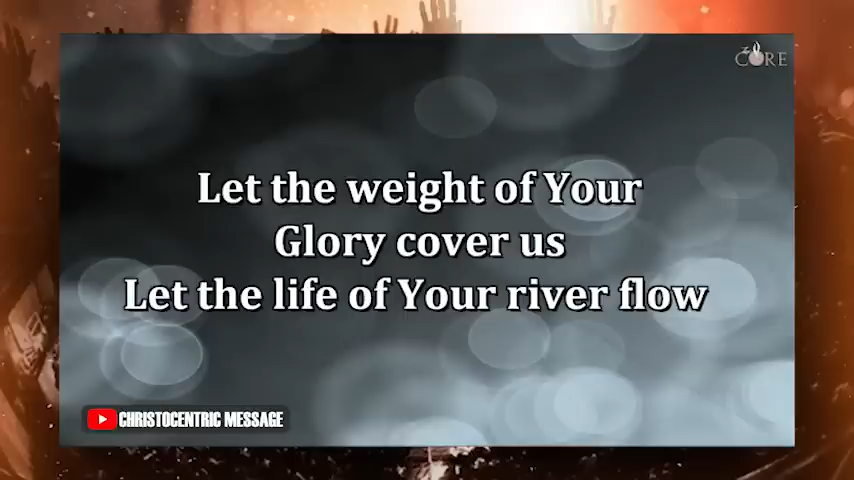 CORE
Let the weight of Your
Glory cover us
Let the life of Your river flow
CHRISTOCENTRIC MESSAGE